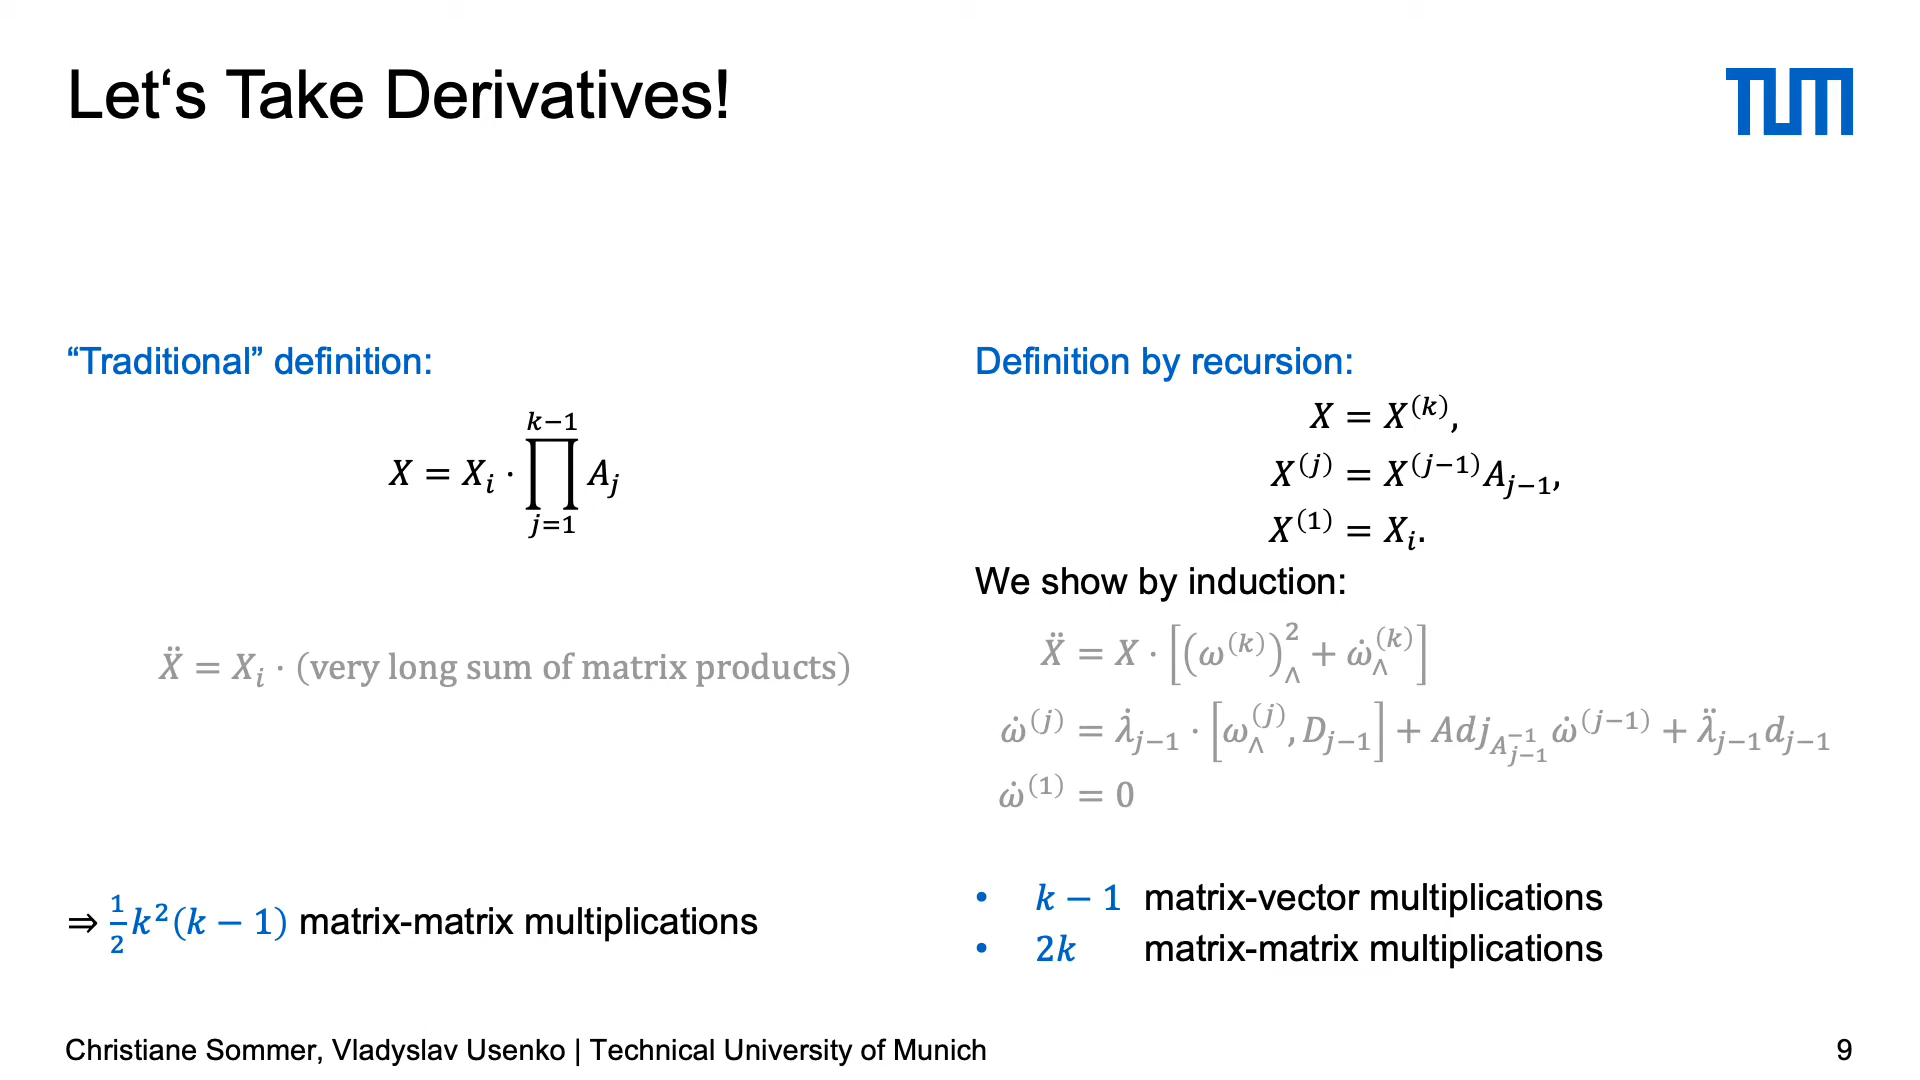 Let‘s Take Derivatives!
TUM
“Traditional” definition:
X = X_i · ∏_{j=1}^{k−1} A_j
Ẍ = X_i · (very long sum of matrix products)
⇒ ½k²(k − 1) matrix-matrix multiplications
Definition by recursion:
X = X^{(k)},
X^{(j)} = X^{(j−1)}A_{j−1},
X^{(1)} = X_i.
We show by induction:
Ẍ = X · [(ω^{(k)})_∧^2 + ω̇_∧^{(k)}]
ω̇^{(j)} = λ̇_{j−1} · [ω_∧^{(j)}, D_{j−1}] + Adj_{A_{j−1}^{−1}} ω̇^{(j−1)} + λ̈_{j−1}d_{j−1}
ω̇^{(1)} = 0
• k − 1 matrix-vector multiplications
• 2k matrix-matrix multiplications
Christiane Sommer, Vladyslav Usenko | Technical University of Munich
9